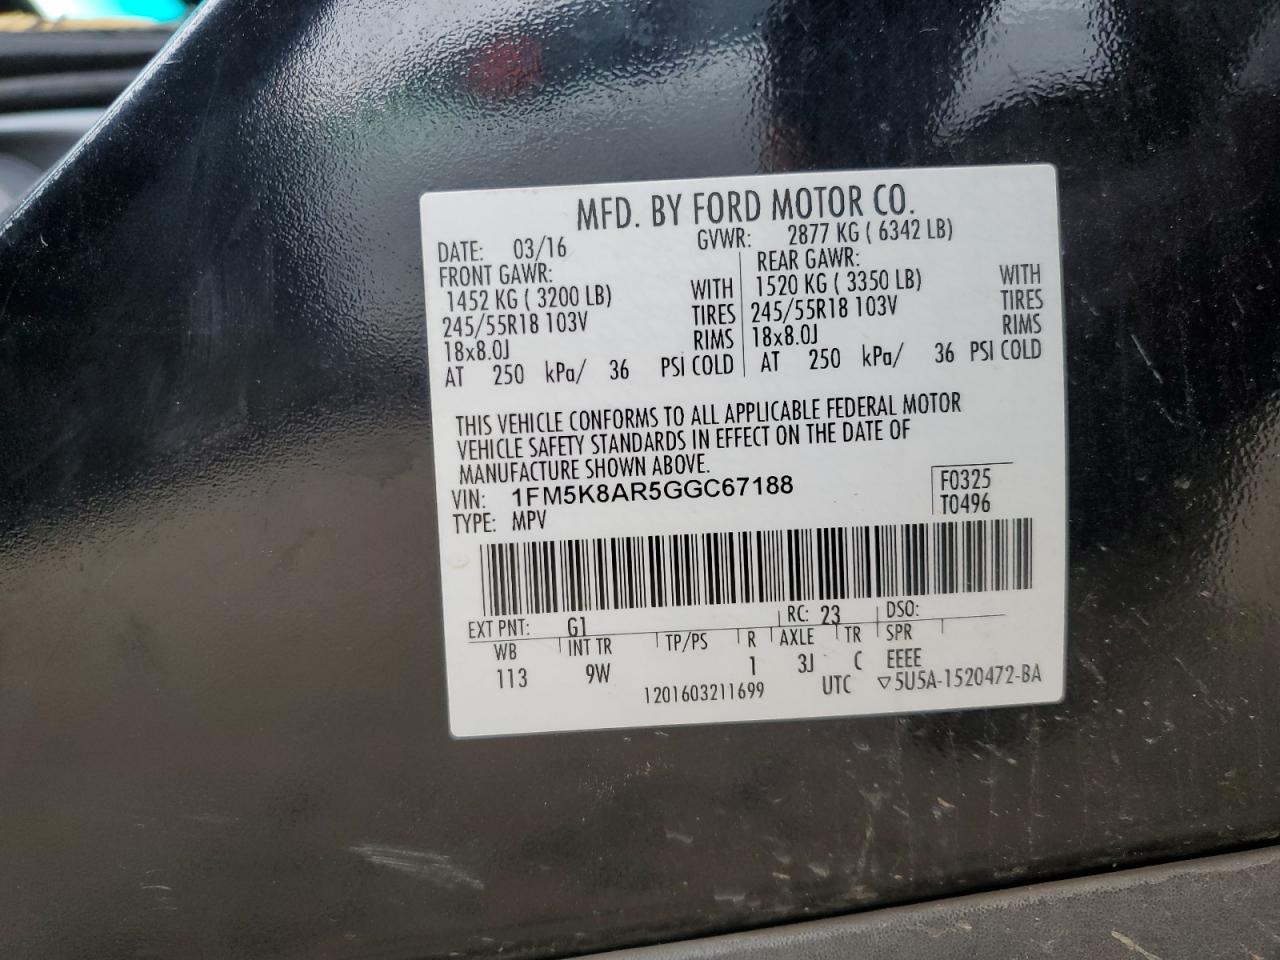 MFD. BY FORD MOTOR CO.
DATE: 03/16 GVWR: 2877 KG ( 6342 LB)
FRONT GAWR: REAR GAWR:
1452 KG ( 3200 LB) WITH 1520 KG ( 3350 LB) WITH
245/55R18 103V TIRES 245/55R18 103V TIRES
18x8.0J RIMS 18x8.0J RIMS
AT 250 kPa/ 36 PSI COLD AT 250 kPa/ 36 PSI COLD
THIS VEHICLE CONFORMS TO ALL APPLICABLE FEDERAL MOTOR
VEHICLE SAFETY STANDARDS IN EFFECT ON THE DATE OF
MANUFACTURE SHOWN ABOVE.
VIN: 1FM5K8AR5GGC67188 F0325
TYPE: MPV T0496
EXT PNT: G1 RC: 23 DSO:
WB INT TR TP/PS R AXLE TR SPR
113 9W 1 3J C EEEE
1201603211699 UTC ▽5U5A-1520472-BA